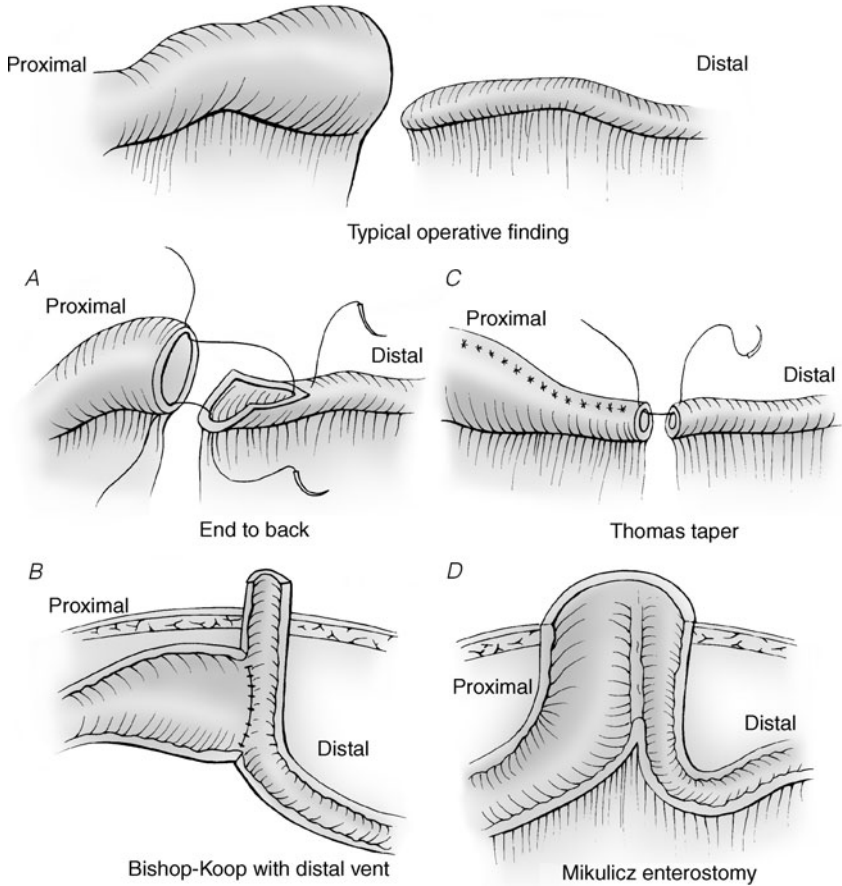 Proximal
Distal
Typical operative finding
A
Proximal
Distal
End to back
C
Proximal
Distal
Thomas taper
B
Proximal
Distal
Bishop-Koop with distal vent
D
Proximal
Distal
Mikulicz enterostomy